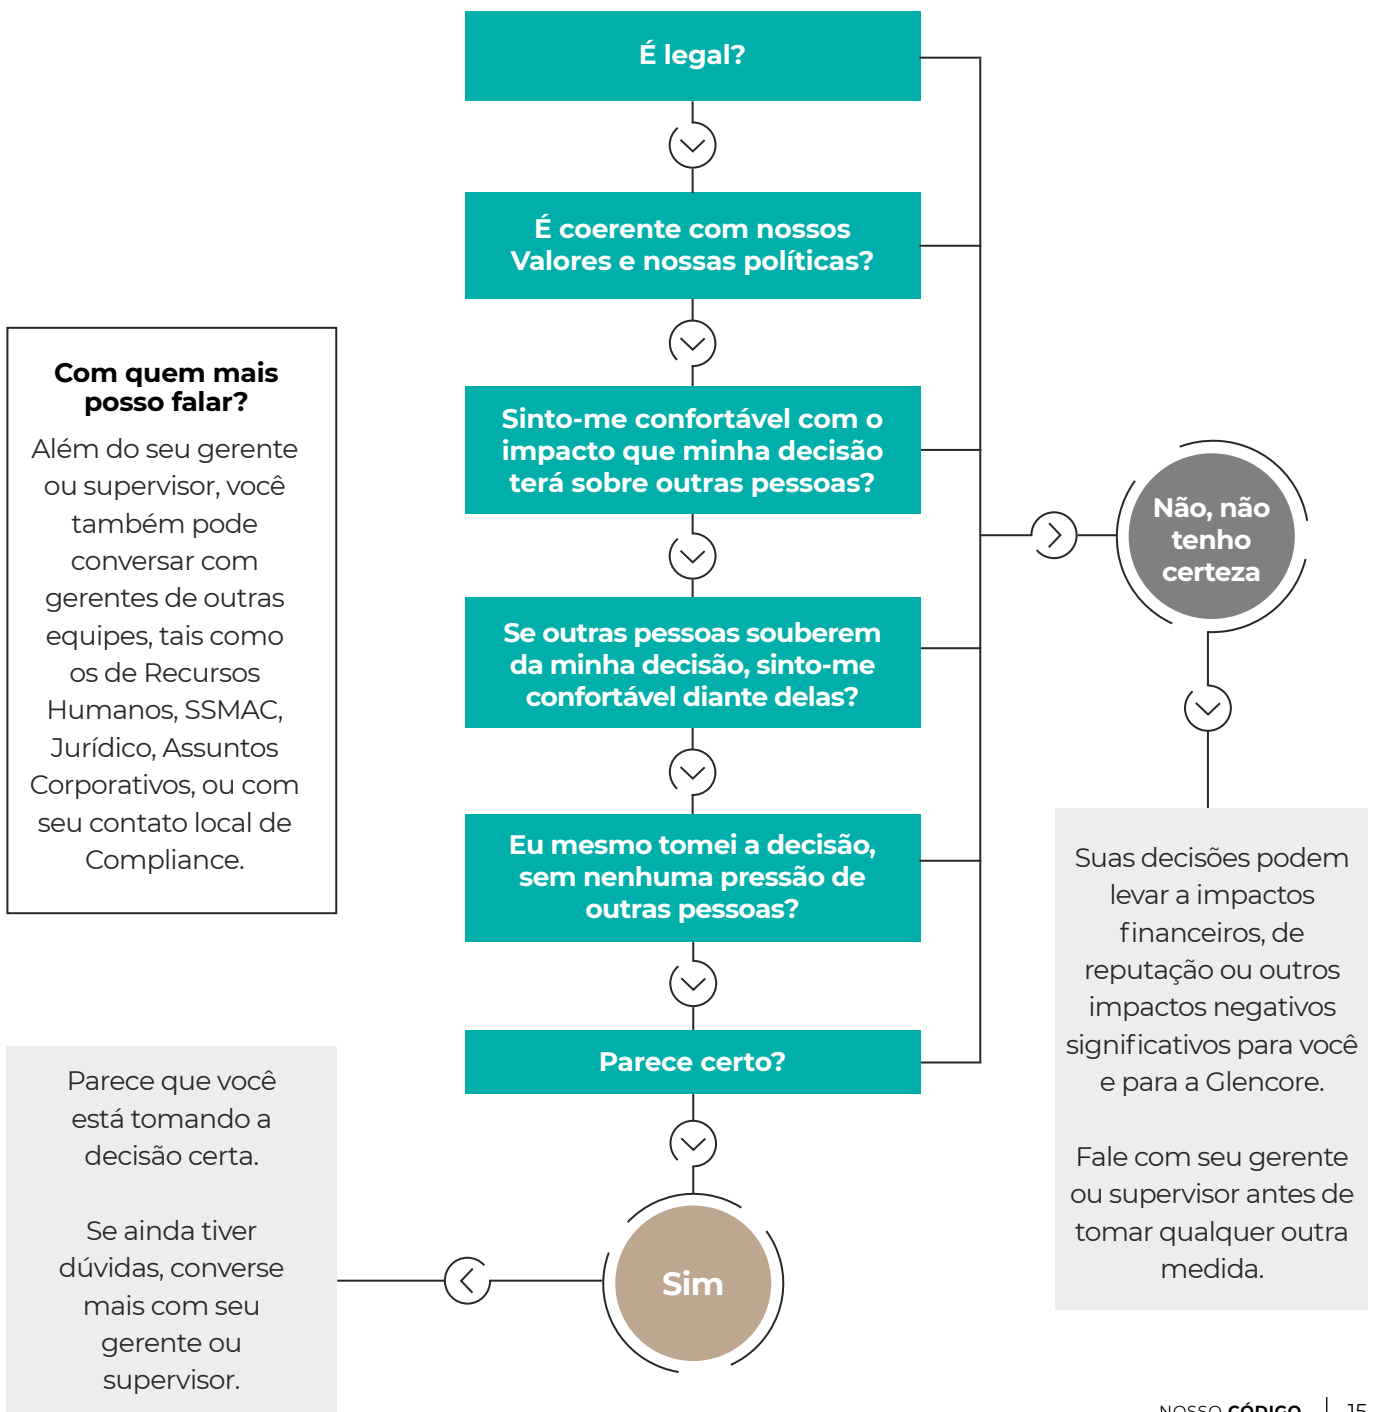 É legal?
É coerente com nossos
Valores e nossas políticas?
Sinto-me confortável com o
impacto que minha decisão
terá sobre outras pessoas?
Se outras pessoas souberem
da minha decisão, sinto-me
confortável diante delas?
Eu mesmo tomei a decisão,
sem nenhuma pressão de
outras pessoas?
Parece certo?
Sim
Com quem mais
posso falar?
Além do seu gerente
ou supervisor, você
também pode
conversar com
gerentes de outras
equipes, tais como
os de Recursos
Humanos, SSMAC,
Jurídico, Assuntos
Corporativos, ou com
seu contato local de
Compliance.
Parece que você
está tomando a
decisão certa.
Se ainda tiver
dúvidas, converse
mais com seu
gerente ou
supervisor.
Não, não
tenho
certeza
Suas decisões podem
levar a impactos
financeiros, de
reputação ou outros
impactos negativos
significativos para você
e para a Glencore.
Fale com seu gerente
ou supervisor antes de
tomar qualquer outra
medida.
NOSSO CÓDIGO 15